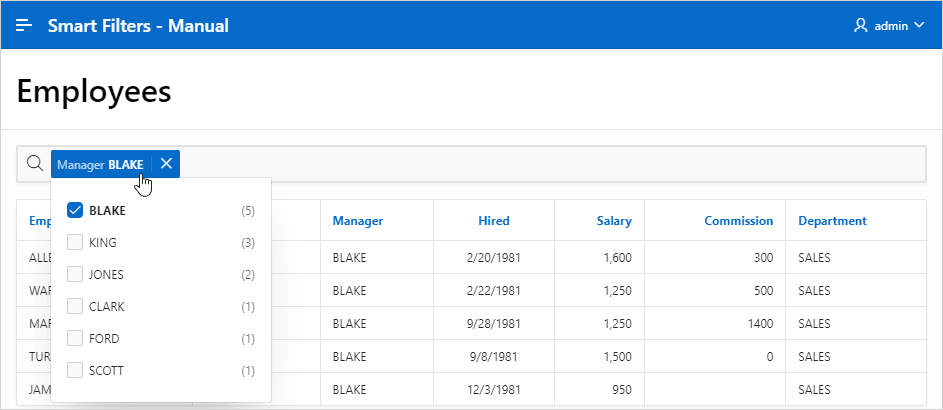 Smart Filters - Manual admin
Employees
Manager BLAKE
BLAKE (5)
KING (3)
JONES (2)
CLARK (1)
FORD (1)
SCOTT (1)
Manager Hired Salary Commission Department
BLAKE 2/20/1981 1,600 300 SALES
BLAKE 2/22/1981 1,250 500 SALES
BLAKE 9/28/1981 1,250 1400 SALES
BLAKE 9/8/1981 1,500 0 SALES
BLAKE 12/3/1981 950 SALES